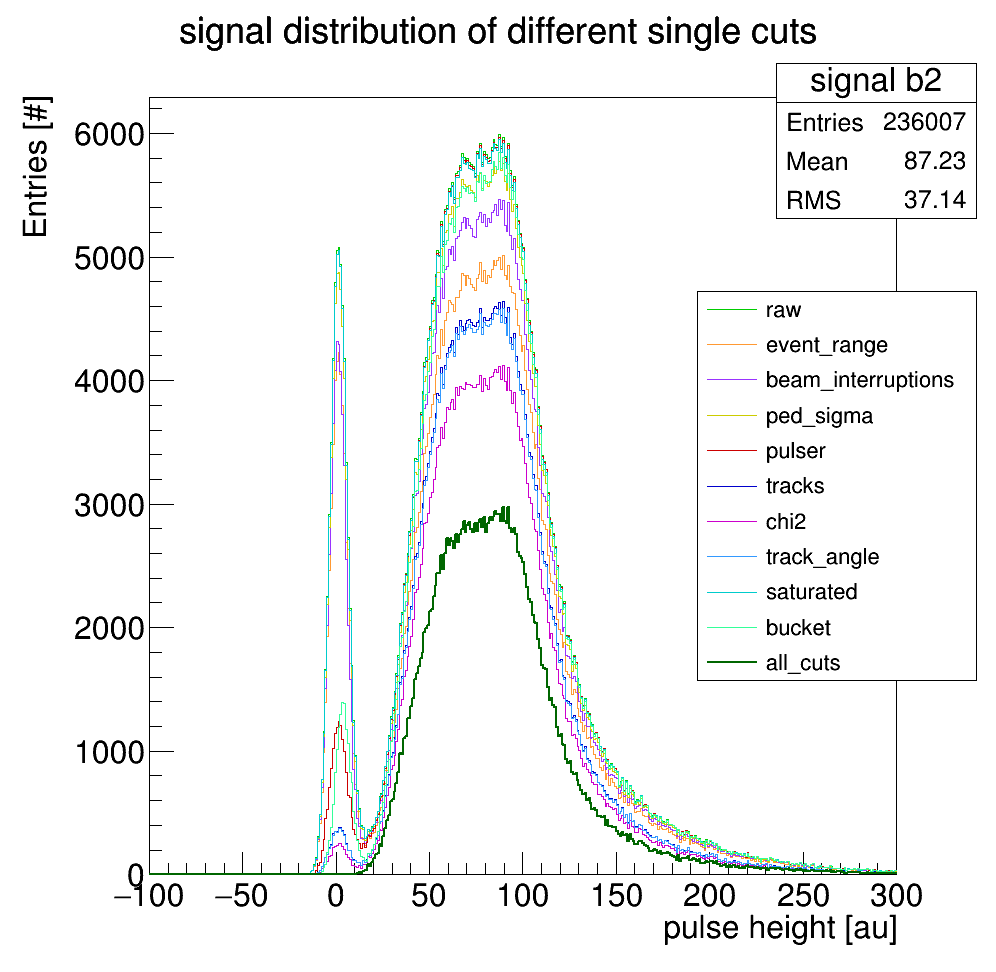 signal distribution of different single cuts
signal b2
Entries 236007
Mean 87.23
RMS 37.14
Entries [#]
6000
5000
4000
3000
2000
1000
0
−100 −50 0 50 100 150 200 250 300
pulse height [au]
raw
event_range
beam_interruptions
ped_sigma
pulser
tracks
chi2
track_angle
saturated
bucket
all_cuts